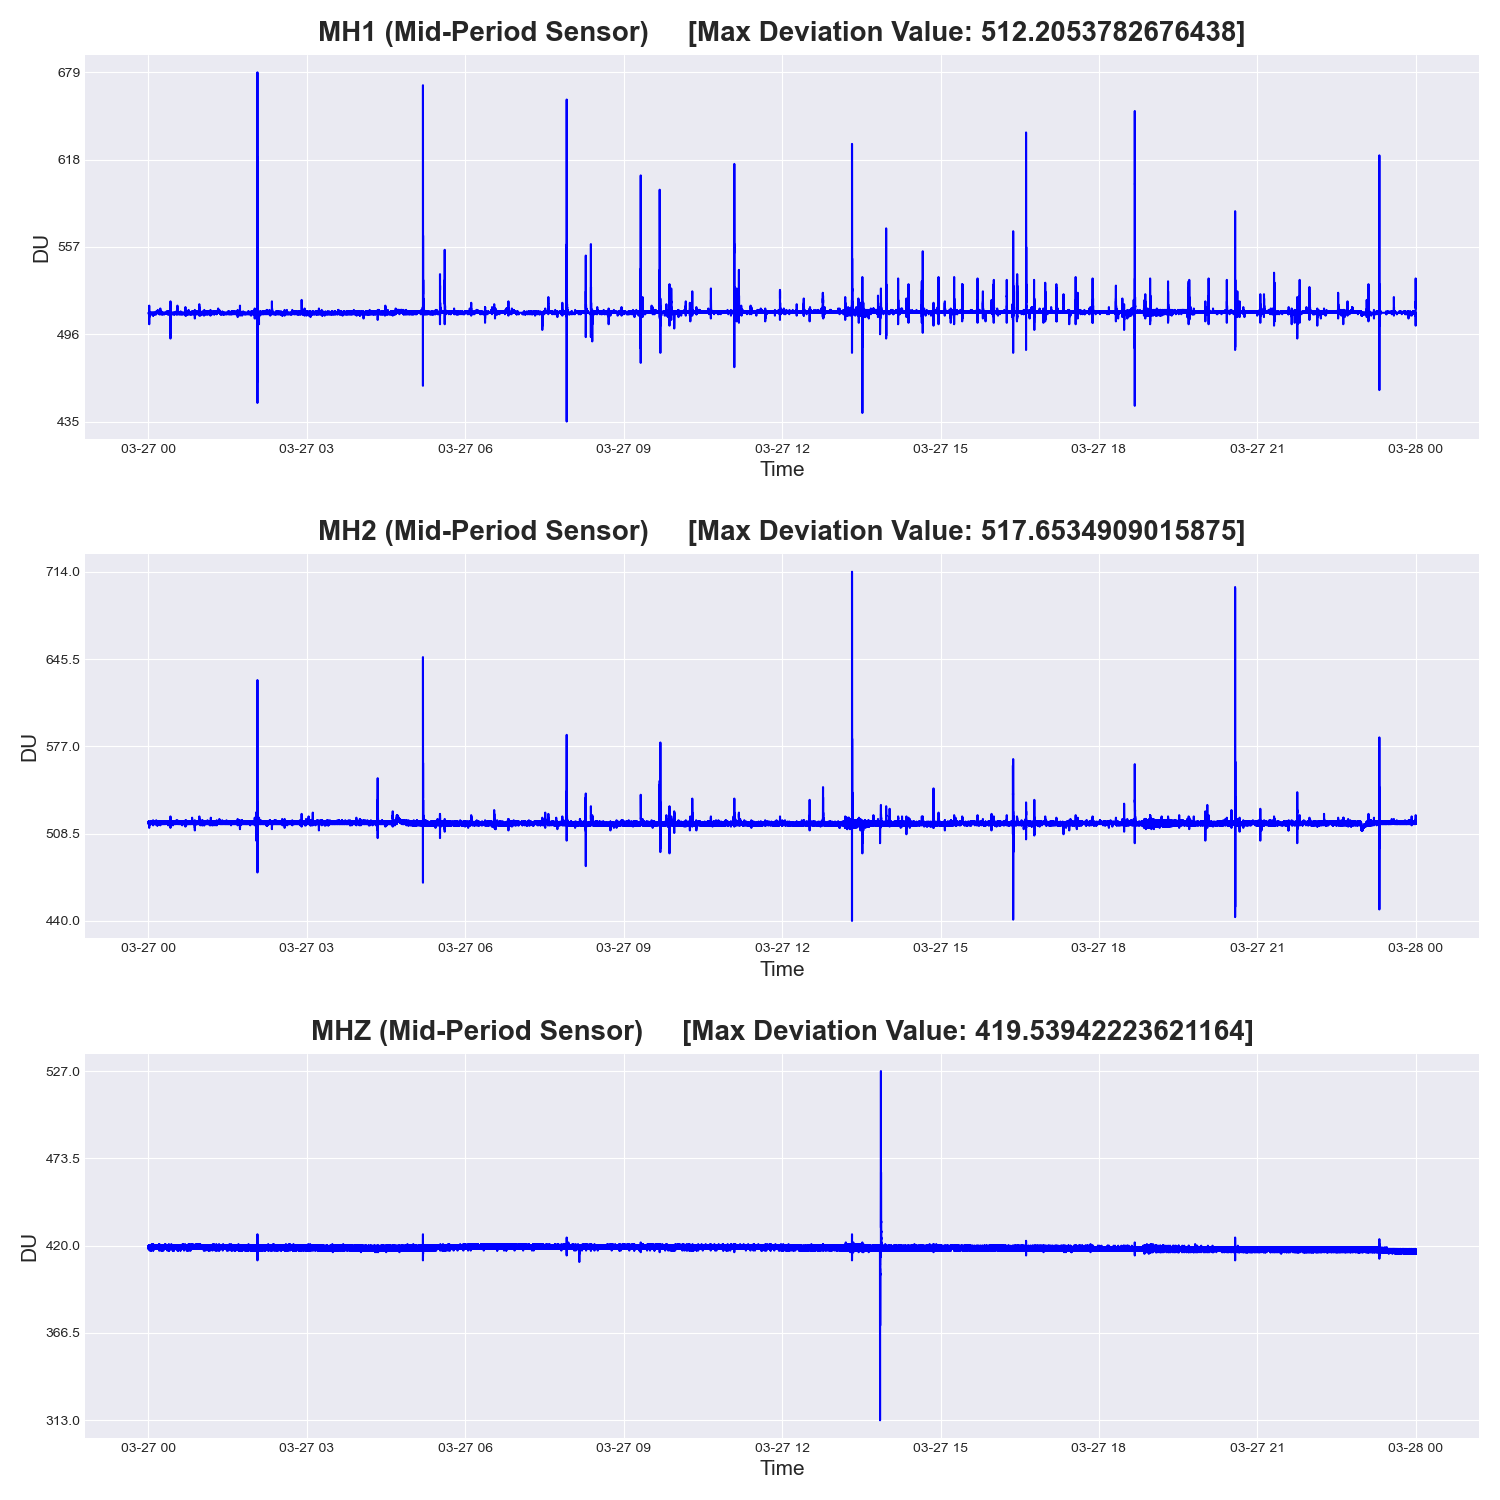 MH1 (Mid-Period Sensor) [Max Deviation Value: 512.2053782676438]
679
618
557
496
435
DU
03-27 00 03-27 03 03-27 06 03-27 09 03-27 12 03-27 15 03-27 18 03-27 21 03-28 00
Time
MH2 (Mid-Period Sensor) [Max Deviation Value: 517.6534909015875]
714.0
645.5
577.0
508.5
440.0
DU
03-27 00 03-27 03 03-27 06 03-27 09 03-27 12 03-27 15 03-27 18 03-27 21 03-28 00
Time
MHZ (Mid-Period Sensor) [Max Deviation Value: 419.53942223621164]
527.0
473.5
420.0
366.5
313.0
DU
03-27 00 03-27 03 03-27 06 03-27 09 03-27 12 03-27 15 03-27 18 03-27 21 03-28 00
Time